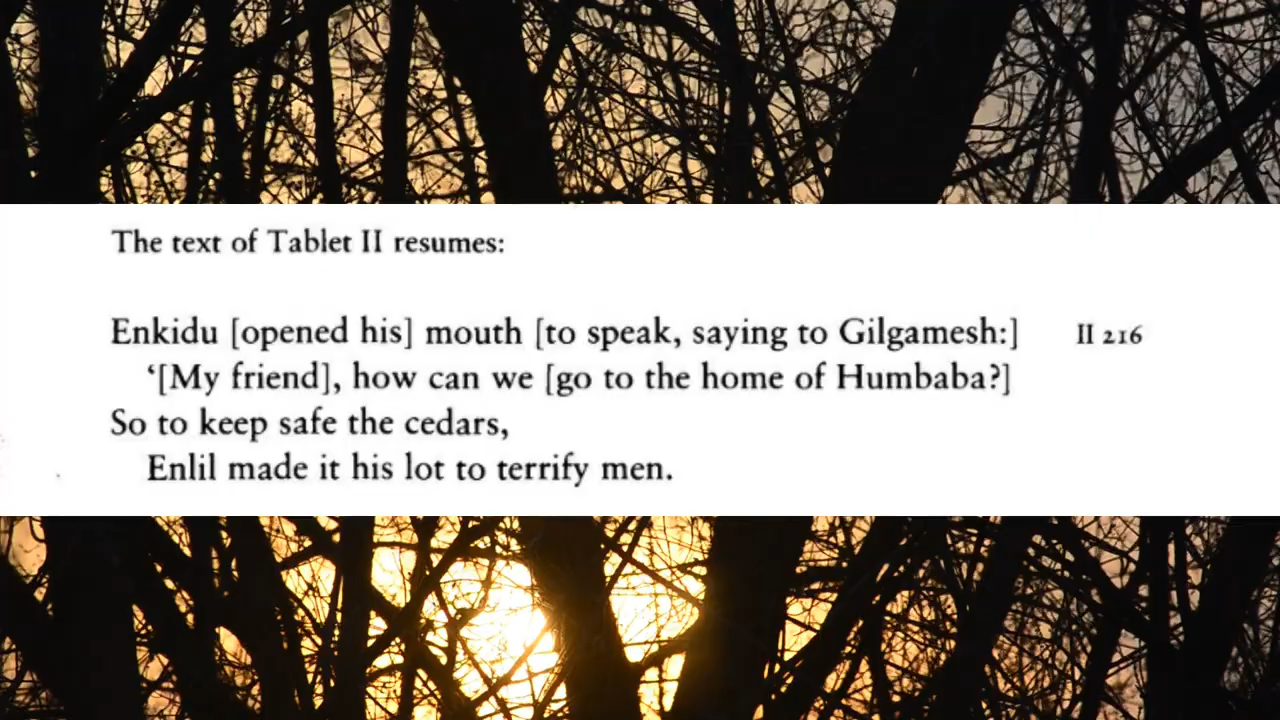 The text of Tablet II resumes:
Enkidu [opened his] mouth [to speak, saying to Gilgamesh:] II 216
‘[My friend], how can we [go to the home of Humbaba?]
So to keep safe the cedars,
Enlil made it his lot to terrify men.